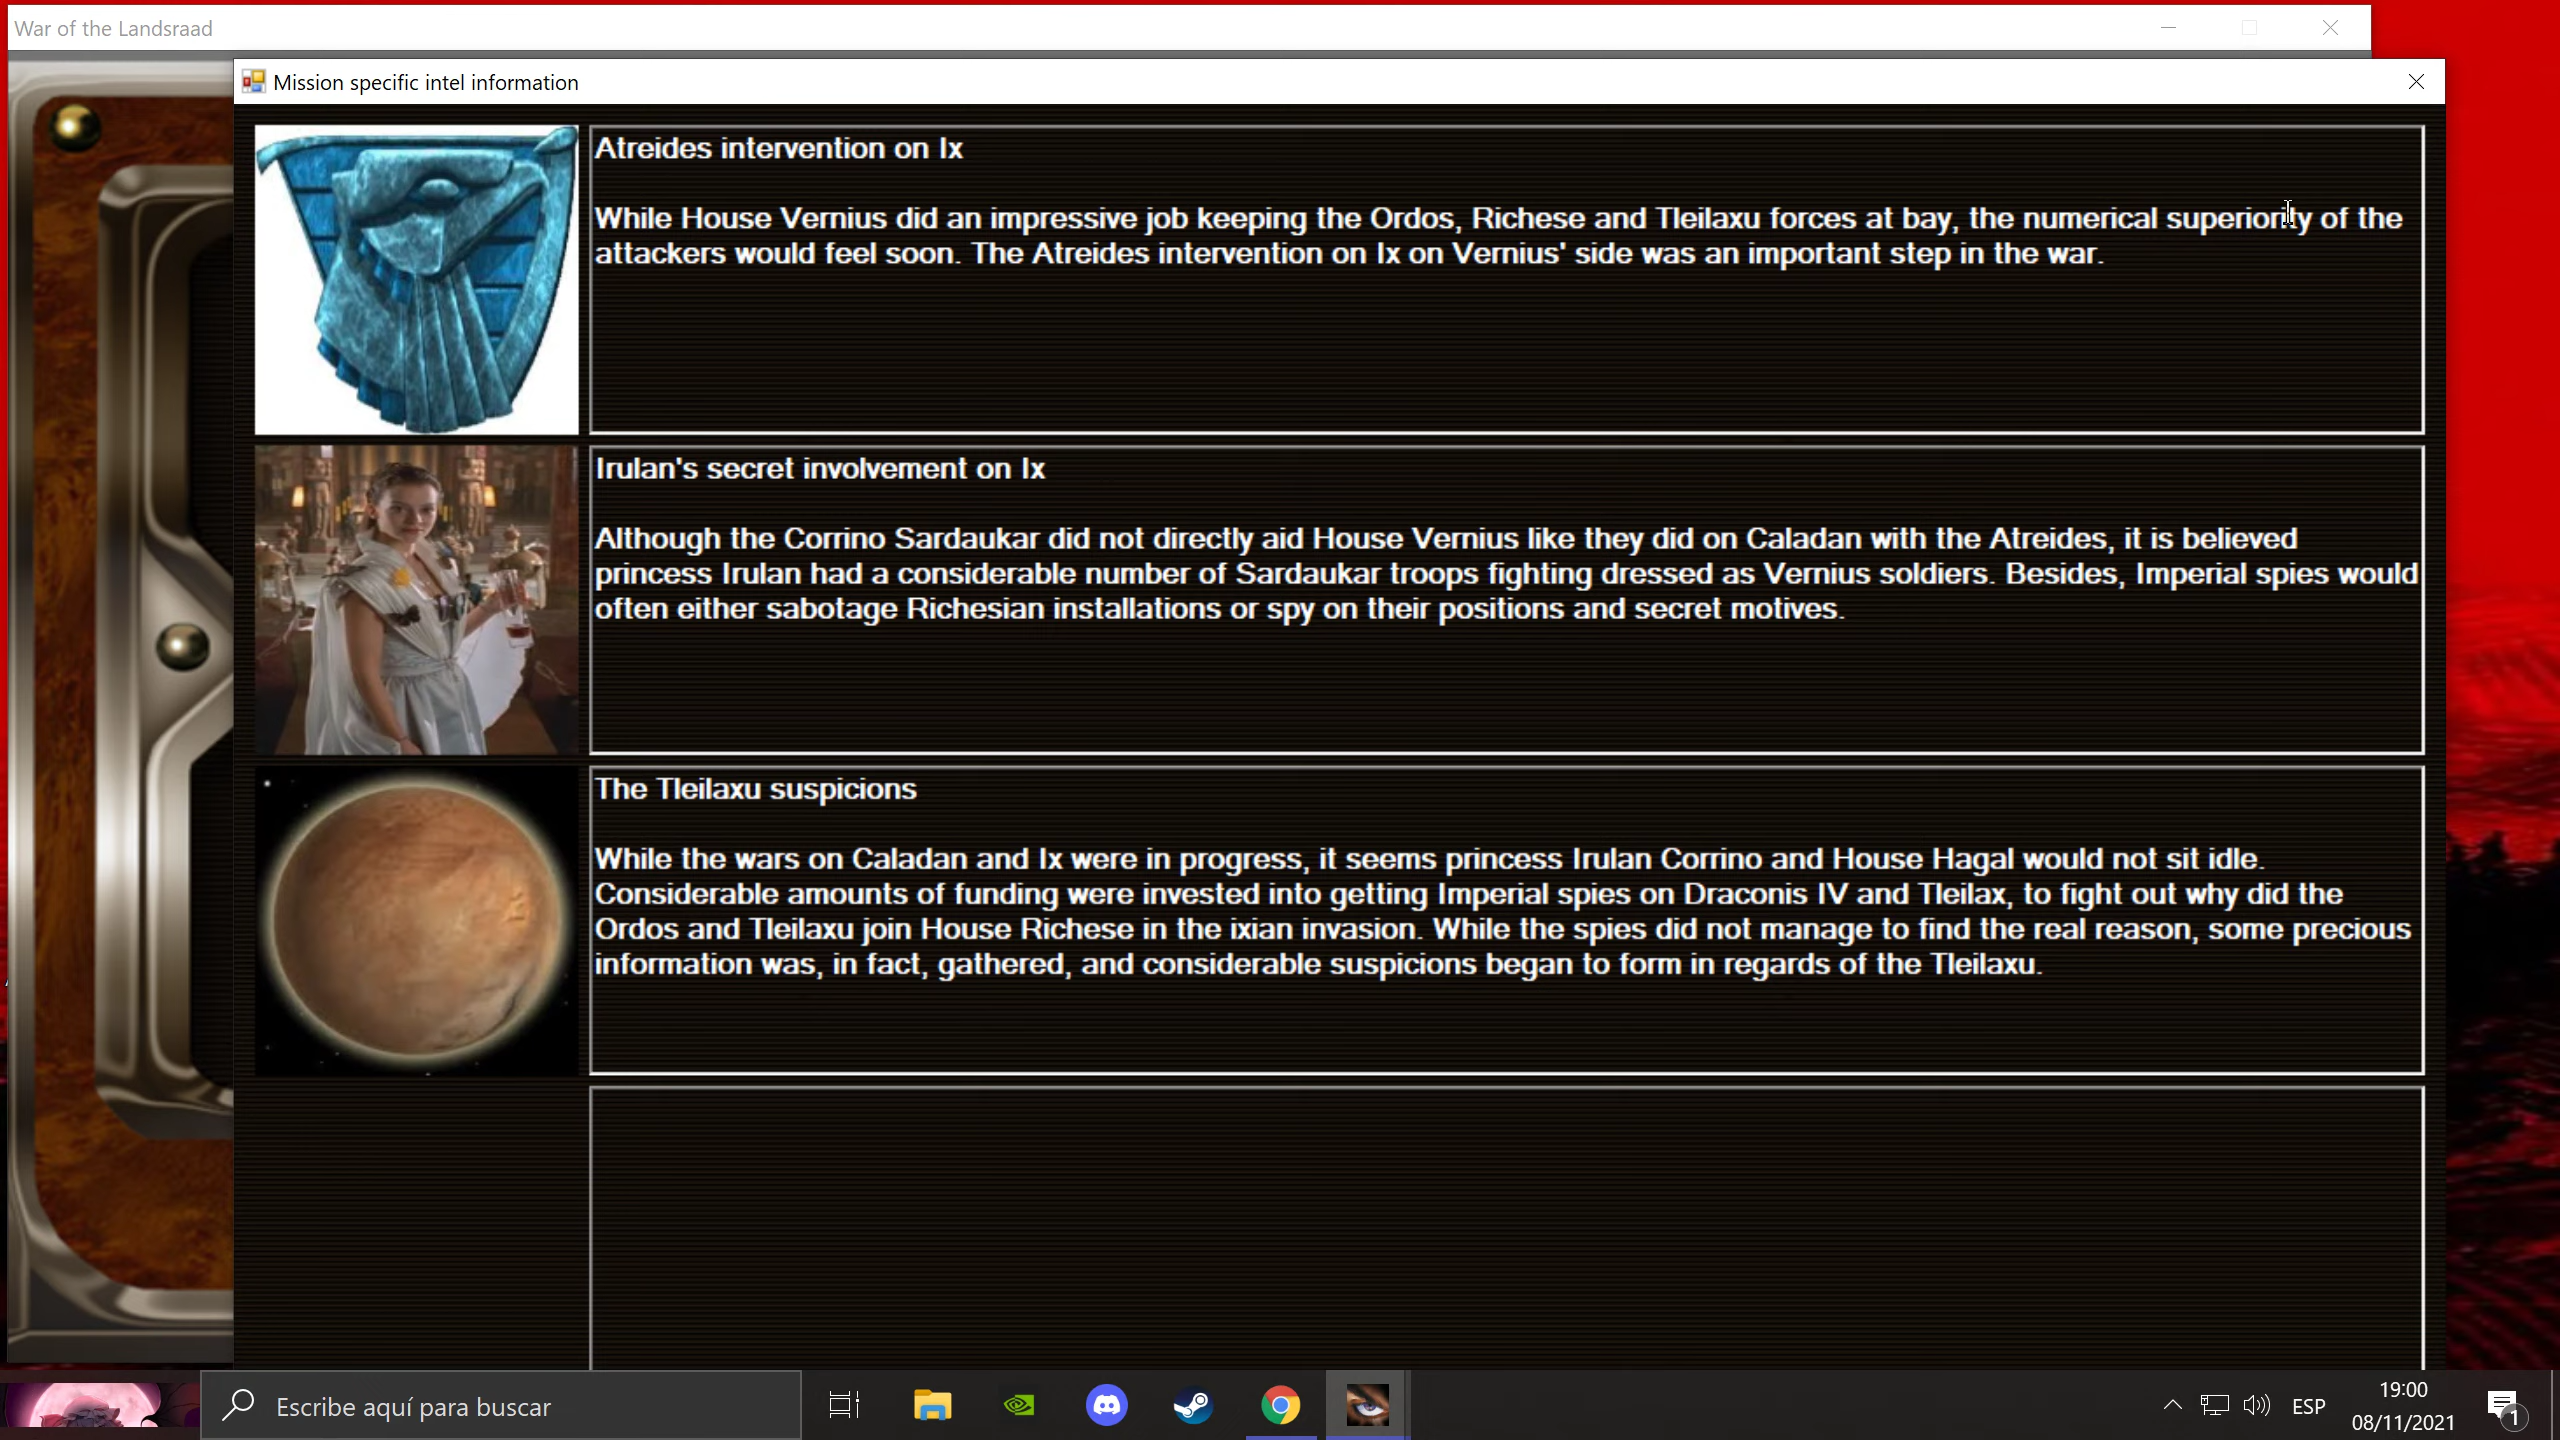 War of the Landsraad
Mission specific intel information
Atreides intervention on Ix
While House Vernius did an impressive job keeping the Ordos, Richese and Tleilaxu forces at bay, the numerical superiority of the
attackers would feel soon. The Atreides intervention on Ix on Vernius' side was an important step in the war.
Irulan's secret involvement on Ix
Although the Corrino Sardaukar did not directly aid House Vernius like they did on Caladan with the Atreides, it is believed
princess Irulan had a considerable number of Sardaukar troops fighting dressed as Vernius soldiers. Besides, Imperial spies would
often either sabotage Richesian installations or spy on their positions and secret motives.
The Tleilaxu suspicions
While the wars on Caladan and Ix were in progress, it seems princess Irulan Corrino and House Hagal would not sit idle.
Considerable amounts of funding were invested into getting Imperial spies on Draconis IV and Tleilax, to fight out why did the
Ordos and Tleilaxu join House Richese in the ixian invasion. While the spies did not manage to find the real reason, some precious
information was, in fact, gathered, and considerable suspicions began to form in regards of the Tleilaxu.
Escribe aquí para buscar
ESP
19:00
08/11/2021
1